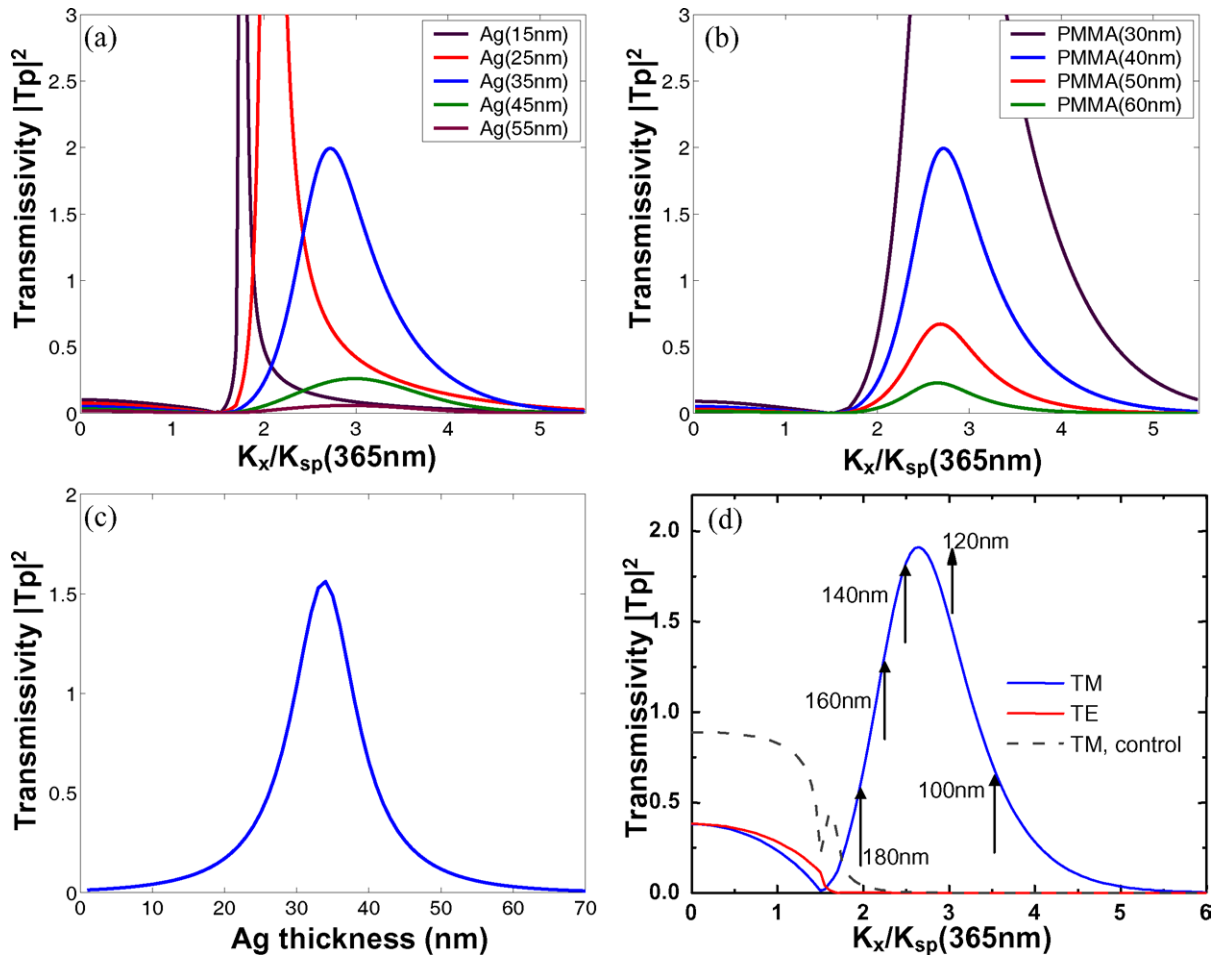 (a)
Transmissivity |Tp|²
3
2.5
2
1.5
1
0.5
0
0 1 2 3 4 5
Kₓ/Kₛₚ(365nm)
Ag(15nm)
Ag(25nm)
Ag(35nm)
Ag(45nm)
Ag(55nm)
(b)
Transmissivity |Tp|²
3
2.5
2
1.5
1
0.5
0
0 1 2 3 4 5
Kₓ/Kₛₚ(365nm)
PMMA(30nm)
PMMA(40nm)
PMMA(50nm)
PMMA(60nm)
(c)
Transmissivity |Tp|²
2
1.5
1
0.5
0
0 10 20 30 40 50 60 70
Ag thickness (nm)
(d)
Transmissivity |Tp|²
2.0
1.5
1.0
0.5
0.0
0 1 2 3 4 5 6
Kₓ/Kₛₚ(365nm)
120nm
140nm
160nm
100nm
180nm
TM
TE
TM, control